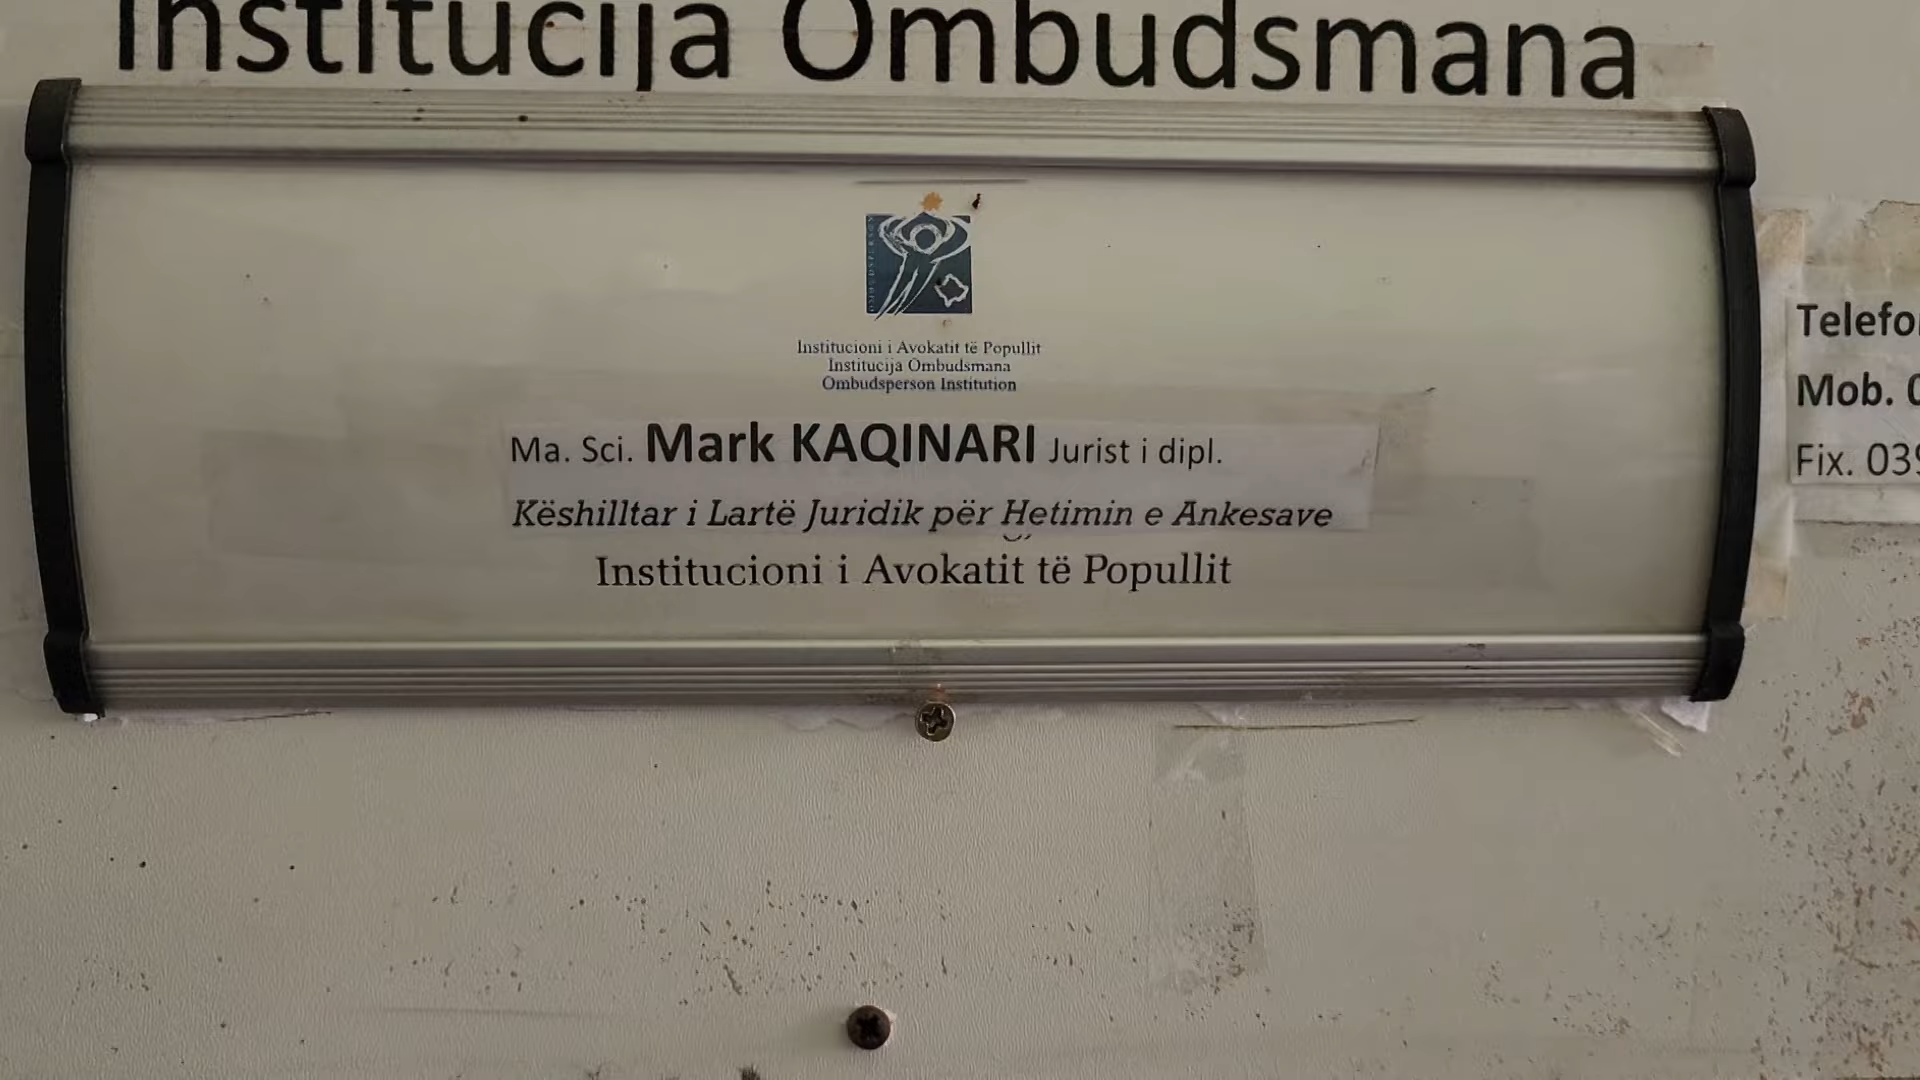 Institucija Ombudsmana
OMBUDSPERSON
Institucioni i Avokatit të Popullit
Institucija Ombudsmana
Ombudsperson Institution
Ma. Sci. Mark KAQINARI Jurist i dipl.
Këshilltar i Lartë Juridik për Hetimin e Ankesave
Institucioni i Avokatit të Popullit
Mob.
Fix.